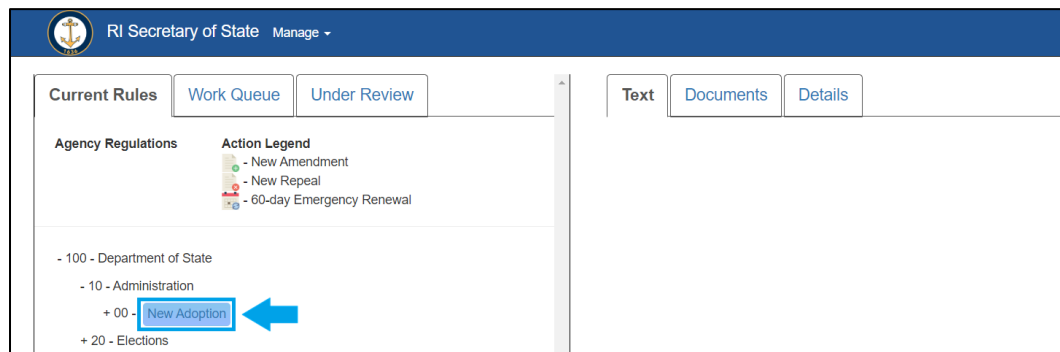 RI Secretary of State Manage
Current Rules Work Queue Under Review
Text Documents Details
Agency Regulations Action Legend
- New Amendment
- New Repeal
- 60-day Emergency Renewal
- 100 - Department of State
- 10 - Administration
+ 00 - New Adoption
+ 20 - Elections